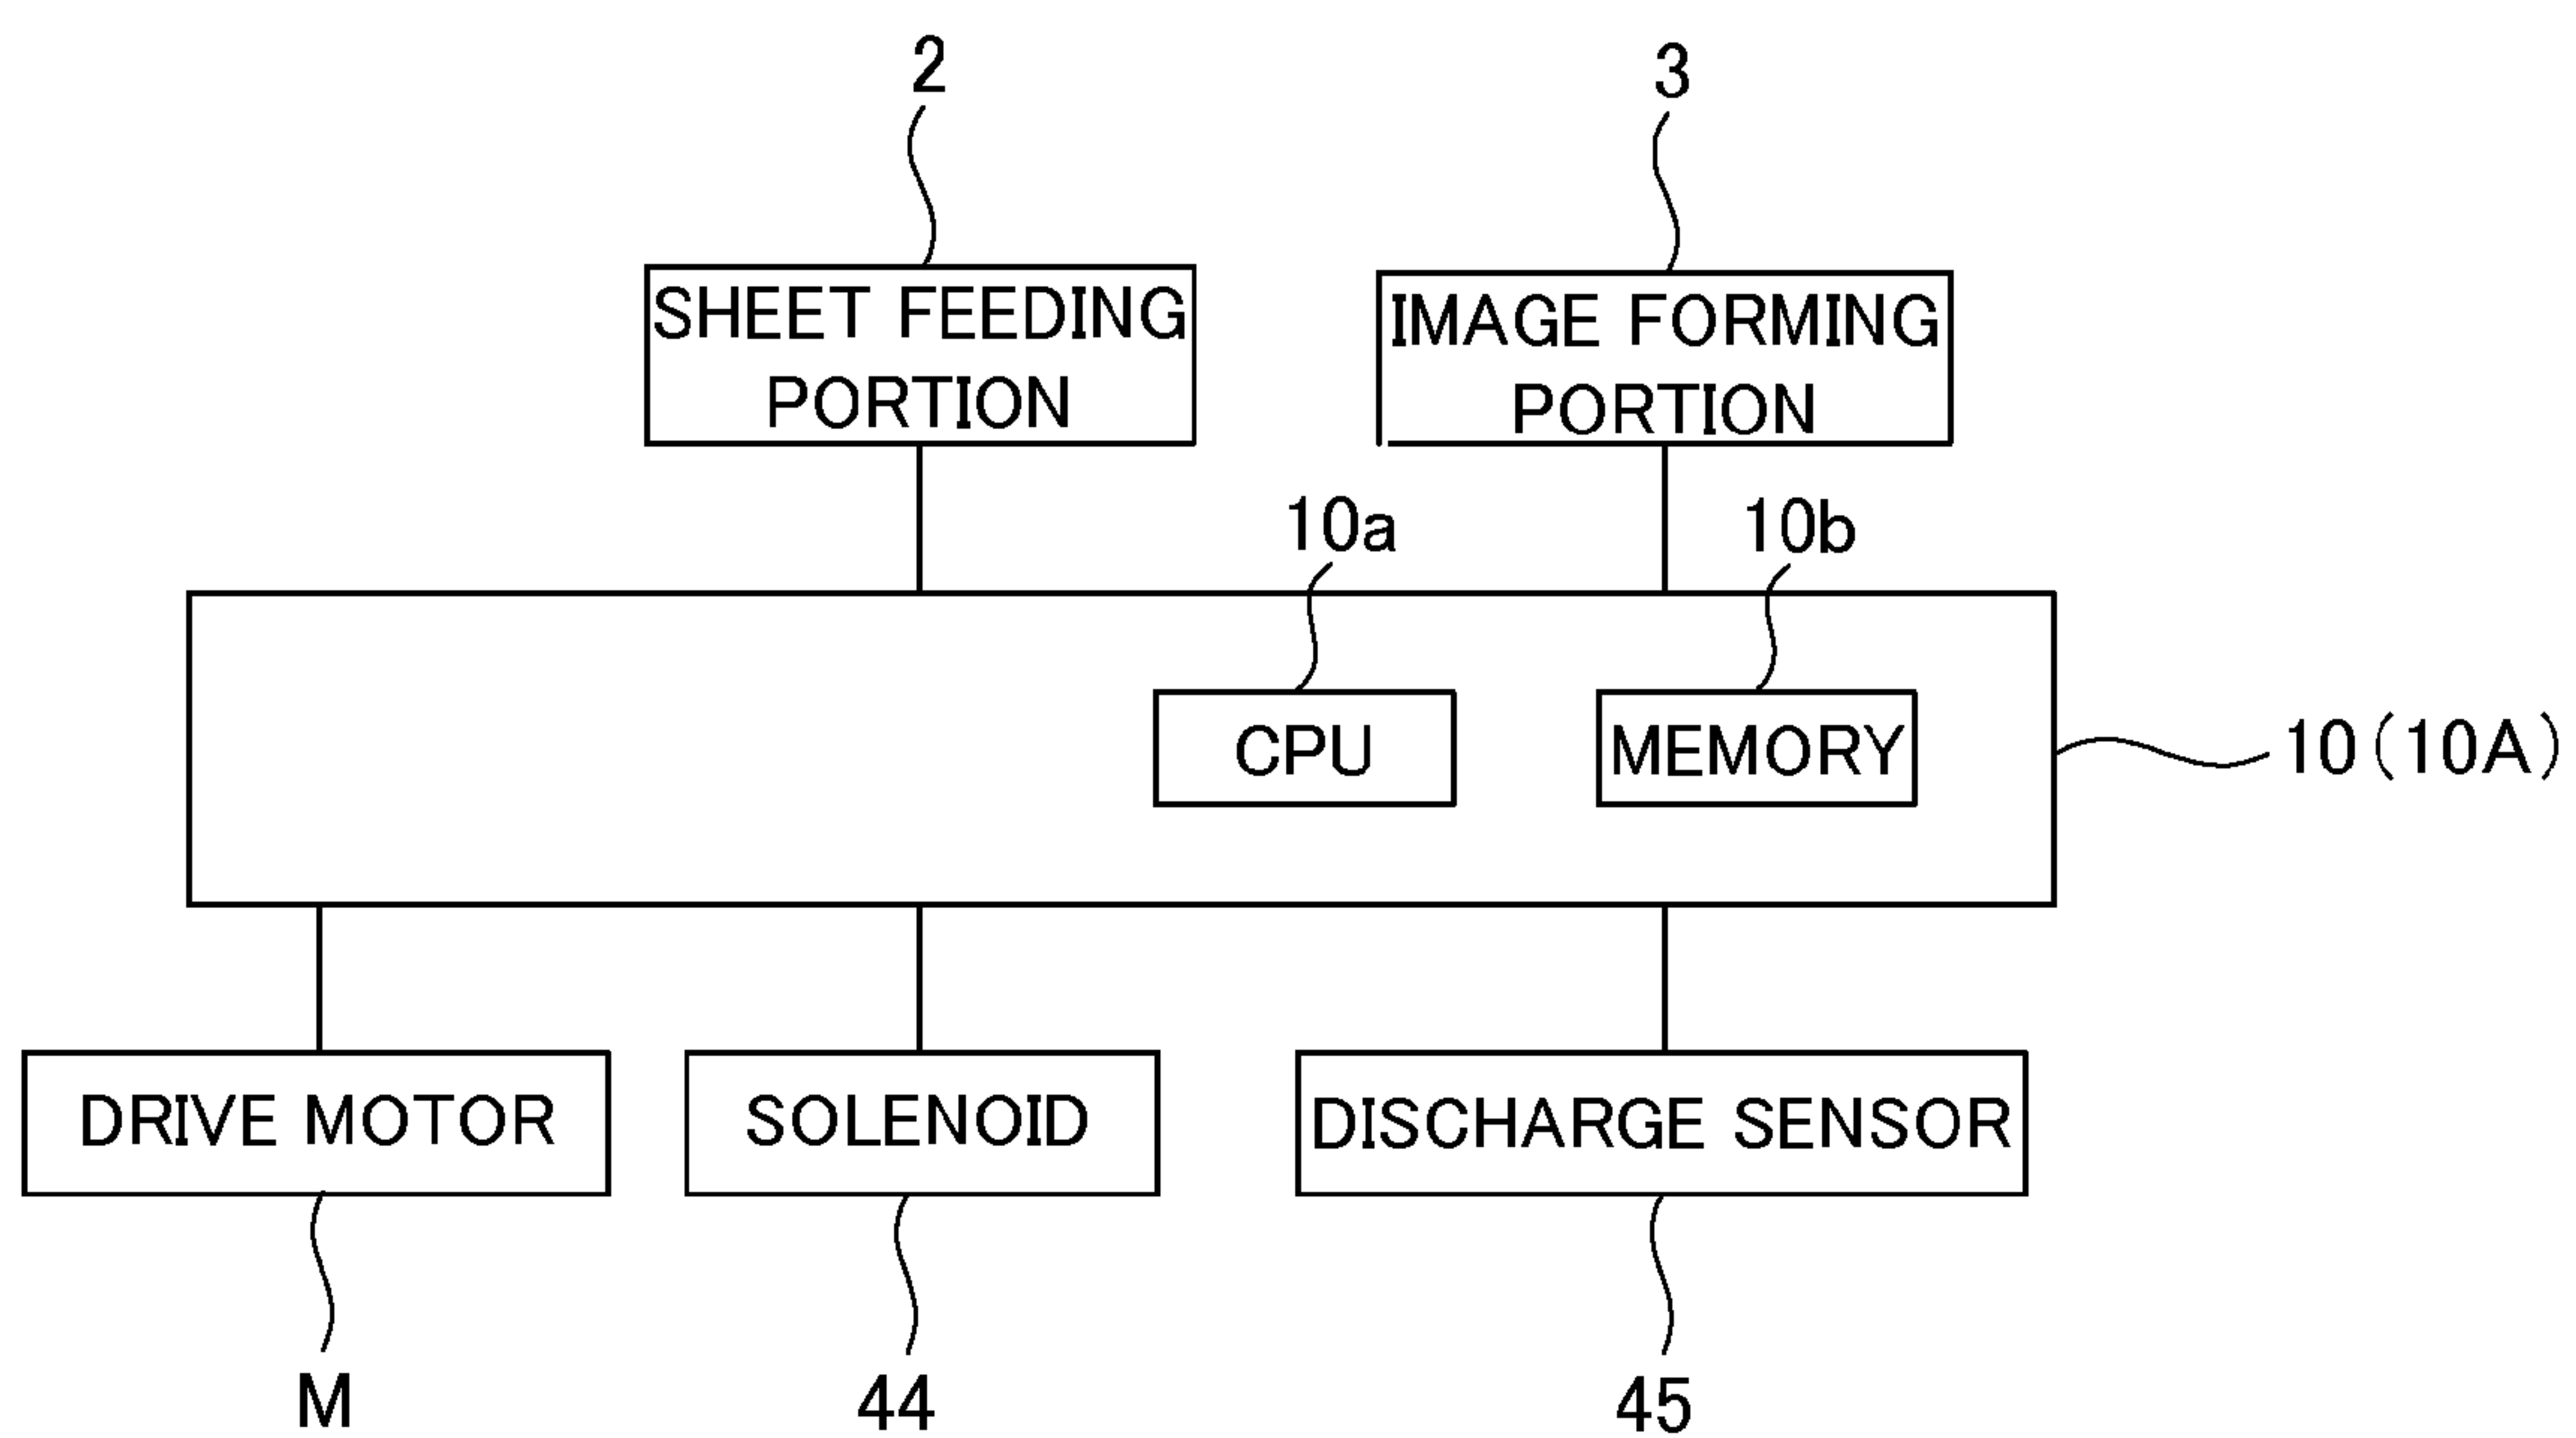 2
3
SHEET FEEDING
PORTION
IMAGE FORMING
PORTION
10a
10b
CPU
MEMORY
10(10A)
DRIVE MOTOR
SOLENOID
DISCHARGE SENSOR
M
44
45